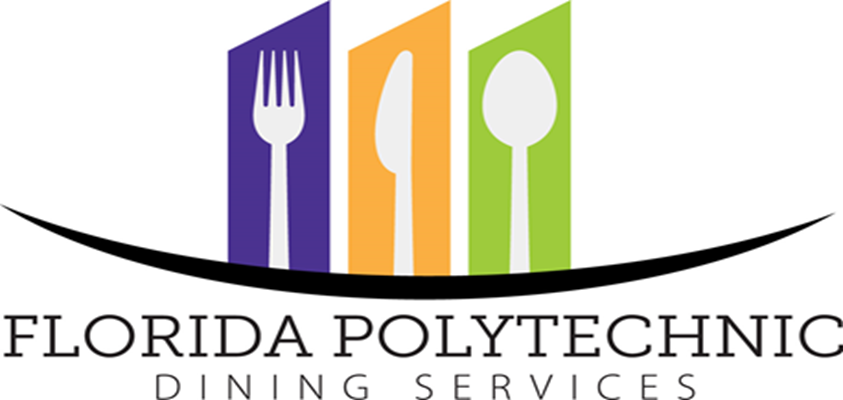 FLORIDA POLYTECHNIC
DINING SERVICES